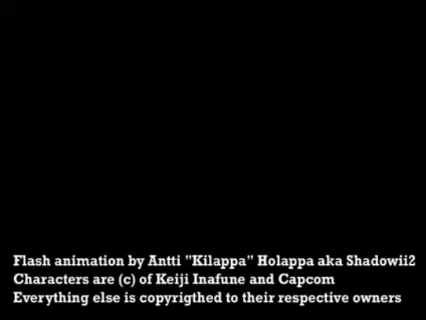 Flash animation by Antti "Kilappa" Holappa aka Shadowii2
Characters are (c) of Keiji Inafune and Capcom
Everything else is copyrigthed to their respective owners